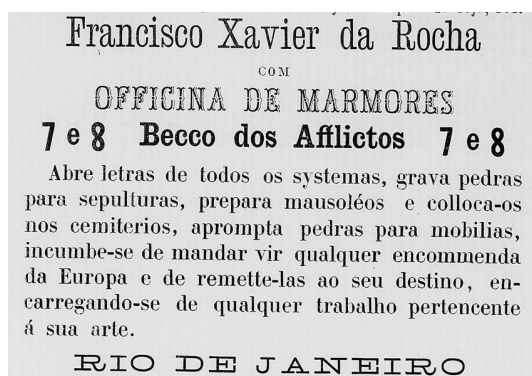 Francisco Xavier da Rocha
COM
OFFICINA DE MARMORES
7 e 8 Becco dos Afflictos 7 e 8
Abre letras de todos os systemas, grava pedras
para sepulturas, prepara mausoléos e colloca-os
nos cemiterios, aprompta pedras para mobilias,
incumbe-se de mandar vir qualquer encommenda
da Europa e de remette-las ao seu destino, en-
carregando-se de qualquer trabalho pertencente
á sua arte.
RIO DE JANEIRO